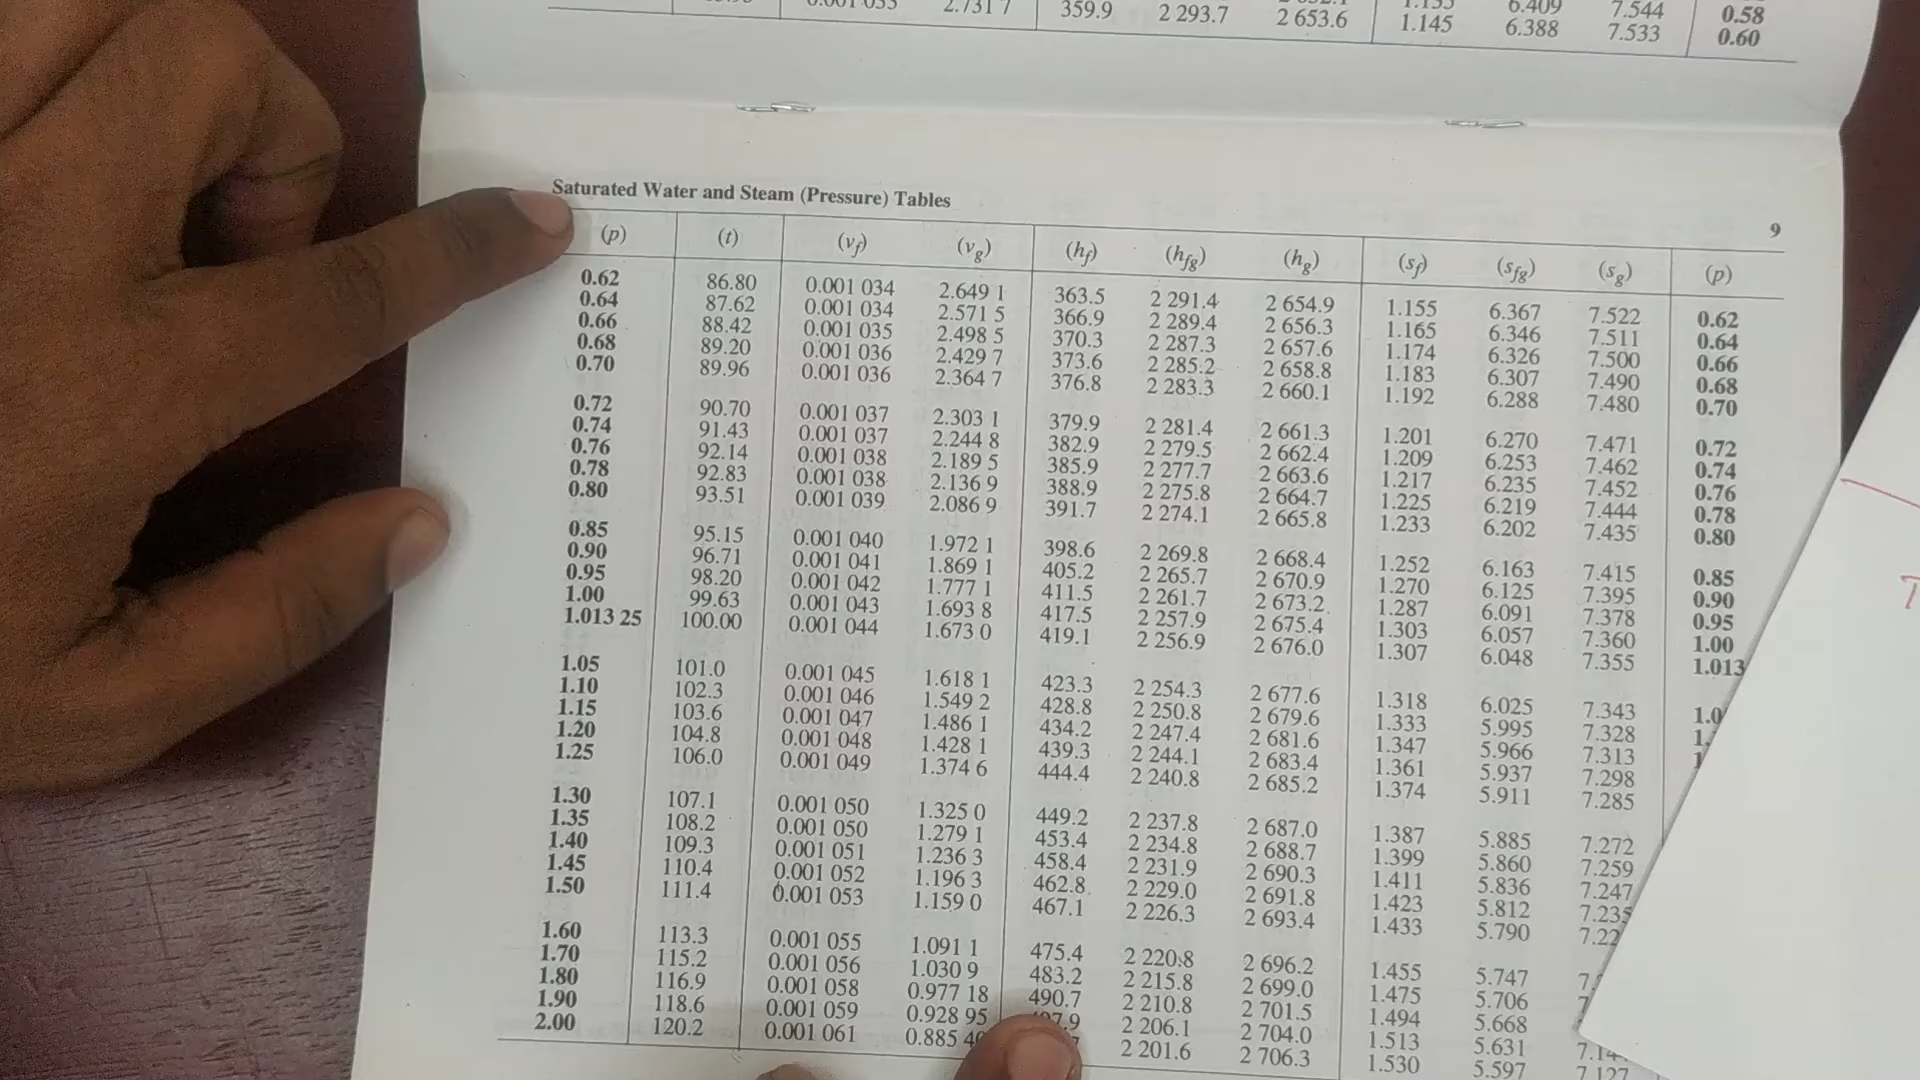 2.731 7 359.9 2 293.7 2 653.6 1.145 6.409 7.544 0.58
6.388 7.533 0.60
Saturated Water and Steam (Pressure) Tables
9
(p) (t) (vf) (vg) (hf) (hfg) (hg) (sf) (sfg) (sg) (p)
0.62 86.80 0.001 034 2.649 1 363.5 2 291.4 2 654.9 1.155 6.367 7.522 0.62
0.64 87.62 0.001 034 2.571 5 366.9 2 289.4 2 656.3 1.165 6.346 7.511 0.64
0.66 88.42 0.001 035 2.498 5 370.3 2 287.3 2 657.6 1.174 6.326 7.500 0.66
0.68 89.20 0.001 036 2.429 7 373.6 2 285.2 2 658.8 1.183 6.307 7.490 0.68
0.70 89.96 0.001 036 2.364 7 376.8 2 283.3 2 660.1 1.192 6.288 7.480 0.70
0.72 90.70 0.001 037 2.303 1 379.9 2 281.4 2 661.3 1.201 6.270 7.471 0.72
0.74 91.43 0.001 037 2.244 8 382.9 2 279.5 2 662.4 1.209 6.253 7.462 0.74
0.76 92.14 0.001 038 2.189 5 385.9 2 277.7 2 663.6 1.217 6.235 7.452 0.76
0.78 92.83 0.001 038 2.136 9 388.9 2 275.8 2 664.7 1.225 6.219 7.444 0.78
0.80 93.51 0.001 039 2.086 9 391.7 2 274.1 2 665.8 1.233 6.202 7.435 0.80
0.85 95.15 0.001 040 1.972 1 398.6 2 269.8 2 668.4 1.252 6.163 7.415 0.85
0.90 96.71 0.001 041 1.869 1 405.2 2 265.7 2 670.9 1.270 6.125 7.395 0.90
0.95 98.20 0.001 042 1.777 1 411.5 2 261.7 2 673.2 1.287 6.091 7.378 0.95
1.00 99.63 0.001 043 1.693 8 417.5 2 257.9 2 675.4 1.303 6.057 7.360 1.00
1.013 25 100.00 0.001 044 1.673 0 419.1 2 256.9 2 676.0 1.307 6.048 7.355 1.013
1.05 101.0 0.001 045 1.618 1 423.3 2 254.3 2 677.6 1.318 6.025 7.343 1.0
1.10 102.3 0.001 046 1.549 2 428.8 2 250.8 2 679.6 1.333 5.995 7.328 1.
1.15 103.6 0.001 047 1.486 1 434.2 2 247.4 2 681.6 1.347 5.966 7.313 1
1.20 104.8 0.001 048 1.428 1 439.3 2 244.1 2 683.4 1.361 5.937 7.298
1.25 106.0 0.001 049 1.374 6 444.4 2 240.8 2 685.2 1.374 5.911 7.285
1.30 107.1 0.001 050 1.325 0 449.2 2 237.8 2 687.0 1.387 5.885 7.272
1.35 108.2 0.001 050 1.279 1 453.4 2 234.8 2 688.7 1.399 5.860 7.259
1.40 109.3 0.001 051 1.236 3 458.4 2 231.9 2 690.3 1.411 5.836 7.247
1.45 110.4 0.001 052 1.196 3 462.8 2 229.0 2 691.8 1.423 5.812 7.235
1.50 111.4 0.001 053 1.159 0 467.1 2 226.3 2 693.4 1.433 5.790 7.22
1.60 113.3 0.001 055 1.091 1 475.4 2 220.8 2 696.2 1.455 5.747
1.70 115.2 0.001 056 1.030 9 483.2 2 215.8 2 699.0 1.475 5.706
1.80 116.9 0.001 058 0.977 18 490.7 2 210.8 2 701.5 1.494 5.668
1.90 118.6 0.001 059 0.928 95 2 206.1 2 704.0 1.513 5.631
2.00 120.2 0.001 061 2 201.6 2 706.3 1.530 5.597 7.127